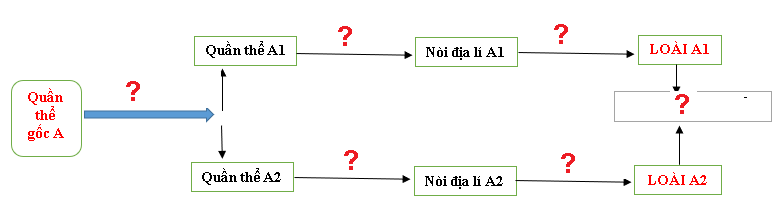 Quần thể A1
?
Nòi địa lí A1
?
LOÀI A1
Quần
thể
gốc A
?
?
Quần thể A2
?
Nòi địa lí A2
?
LOÀI A2